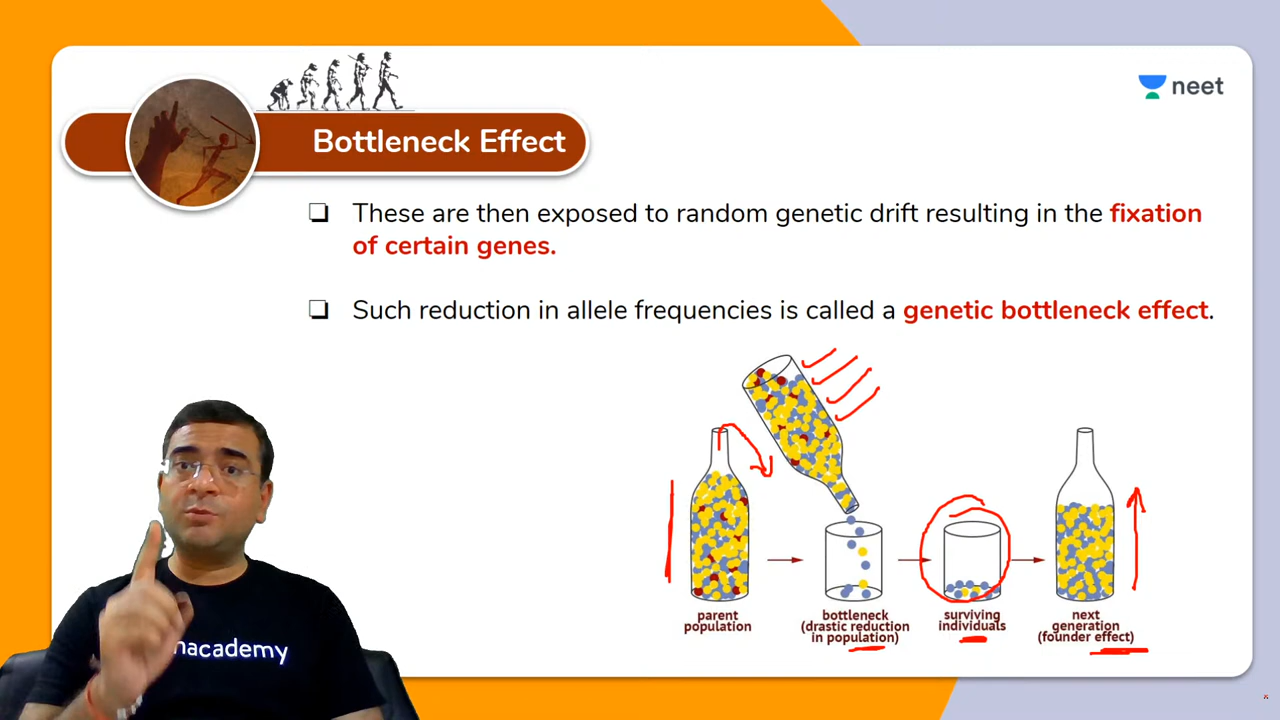 neet
Bottleneck Effect
❏ These are then exposed to random genetic drift resulting in the fixation
of certain genes.
❏ Such reduction in allele frequencies is called a genetic bottleneck effect.
parent
population
bottleneck
(drastic reduction
in population)
surviving
individuals
next
generation
(founder effect)
nacademy